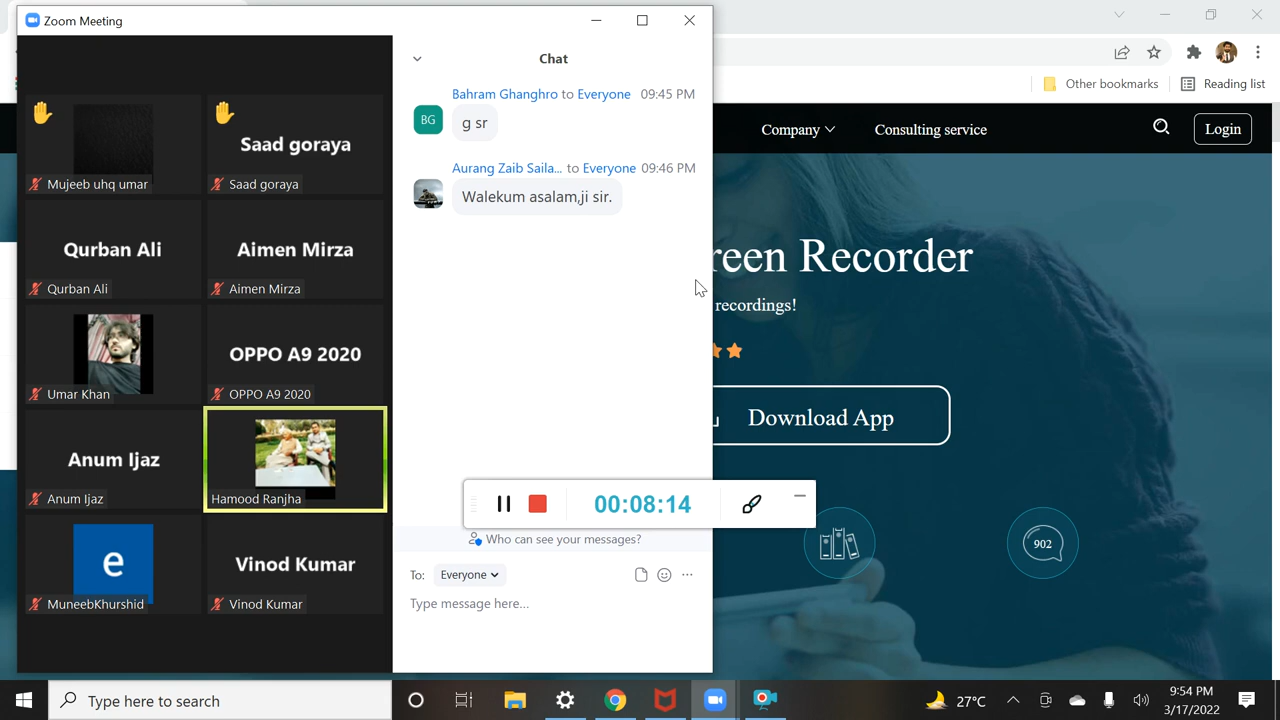 Zoom Meeting
Mujeeb uhq umar
Saad goraya
Saad goraya
Qurban Ali
Qurban Ali
Aimen Mirza
Aimen Mirza
Umar Khan
OPPO A9 2020
OPPO A9 2020
Anum Ijaz
Anum Ijaz
Hamood Ranjha
e
MuneebKhurshid
Vinod Kumar
Vinod Kumar
Chat
Bahram Ghanghro to Everyone 09:45 PM
BG
g sr
Aurang Zaib Saila... to Everyone 09:46 PM
Walekum asalam,ji sir.
00:08:14
Who can see your messages?
To: Everyone
Type message here...
Other bookmarks
Reading list
Company
Consulting service
Login
reen Recorder
recordings!
Download App
902
Type here to search
27°C
9:54 PM
3/17/2022